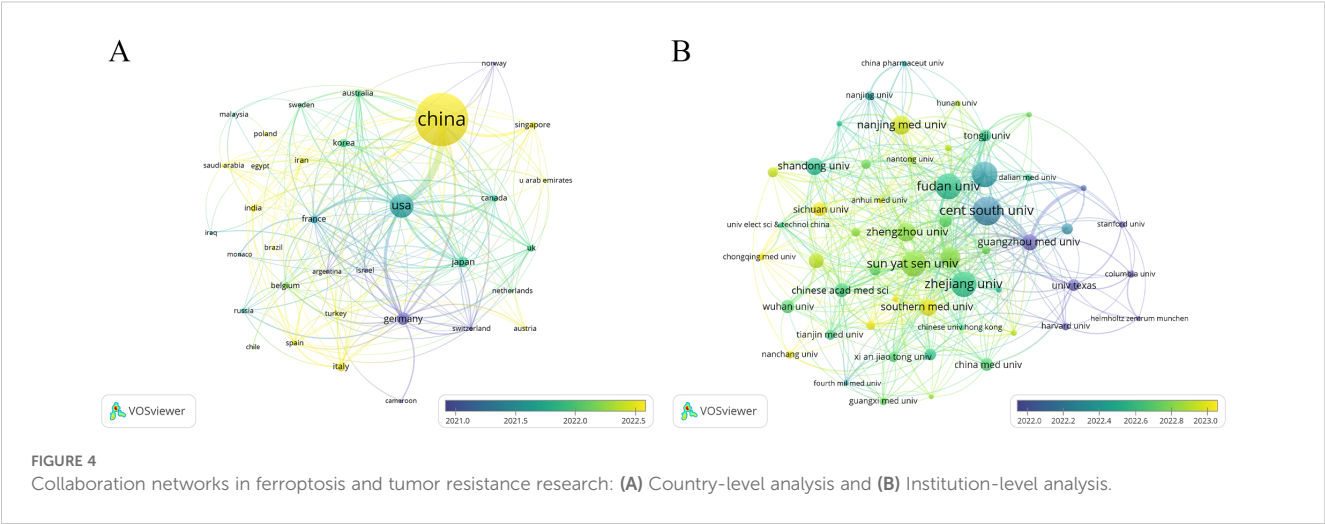 A
B
norway
australia
sweden
malaysia
china
singapore
poland
korea
saudi arabia
egypt
iran
u arab emirates
canada
usa
india
france
iraq
brazil
monaco
uk
japan
argentina
israel
belgium
netherlands
russia
turkey
germany
switzerland
austria
chile
spain
italy
cameroon
VOSviewer
2021.0 2021.5 2022.0 2022.5
china pharmaceut univ
nanjing univ
hunan univ
nanjing med univ
tongji univ
nantong univ
shandong univ
dalian med univ
fudan univ
anhui med univ
sichuan univ
cent south univ
univ elect sci & technol china
zhengzhou univ
stanford univ
guangzhou med univ
chongqing med univ
sun yat sen univ
columbia univ
zhejiang univ
univ texas
chinese acad med sci
wuhan univ
southern med univ
helmholtz zentrum munchen
chinese univ hong kong
harvard univ
tianjin med univ
nanchang univ
xi an jiao tong univ
china med univ
fourth mil med univ
guangxi med univ
VOSviewer
2022.0 2022.2 2022.4 2022.6 2022.8 2023.0
FIGURE 4
Collaboration networks in ferroptosis and tumor resistance research: (A) Country-level analysis and (B) Institution-level analysis.